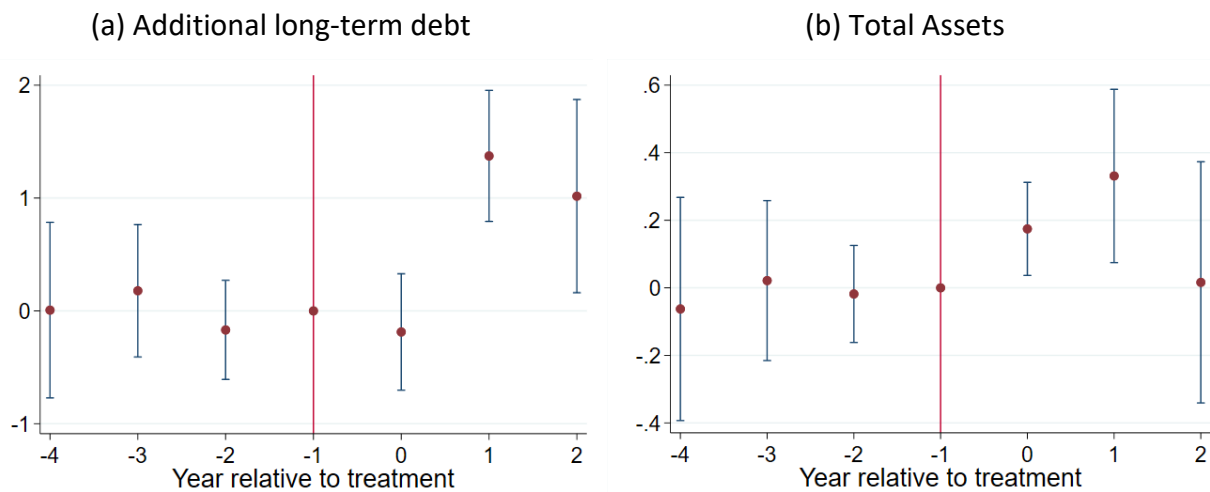 (a) Additional long-term debt
2
1
0
-1
-4 -3 -2 -1 0 1 2
Year relative to treatment
(b) Total Assets
.6
.4
.2
0
-.2
-.4
-4 -3 -2 -1 0 1 2
Year relative to treatment